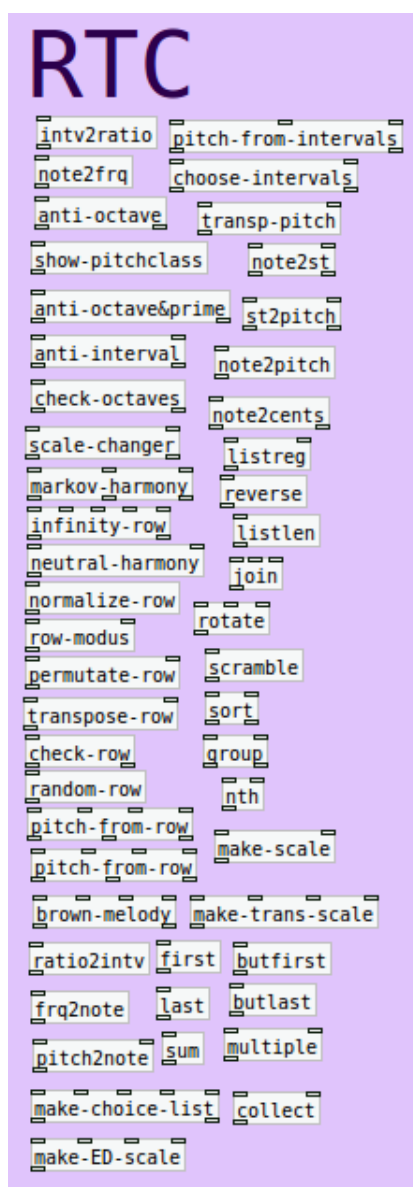 RTC
intv2ratio pitch-from-intervals
note2frq choose-intervals
anti-octave transp-pitch
show-pitchclass note2st
anti-octave&prime st2pitch
anti-interval note2pitch
check-octaves note2cents
scale-changer listreg
markov-harmony reverse
infinity-row listlen
neutral-harmony join
normalize-row rotate
row-modus
permutate-row scramble
transpose-row sort
check-row group
random-row nth
pitch-from-row make-scale
pitch-from-row
brown-melody make-trans-scale
ratio2intv first butfirst
frq2note last butlast
pitch2note sum multiple
make-choice-list collect
make-ED-scale